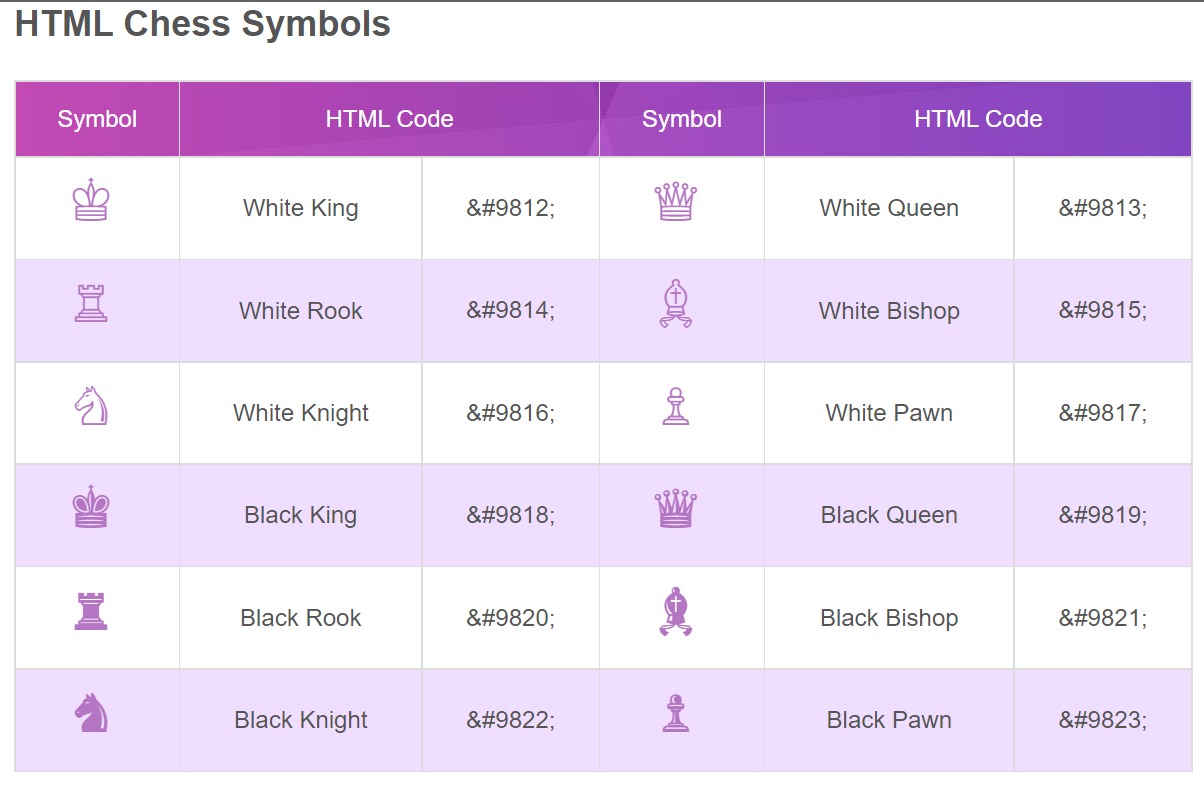 HTML Chess Symbols
Symbol HTML Code Symbol HTML Code
♔ White King &#9812; ♕ White Queen &#9813;
♖ White Rook &#9814; ♗ White Bishop &#9815;
♘ White Knight &#9816; ♙ White Pawn &#9817;
♚ Black King &#9818; ♛ Black Queen &#9819;
♜ Black Rook &#9820; ♝ Black Bishop &#9821;
♞ Black Knight &#9822; ♟ Black Pawn &#9823;